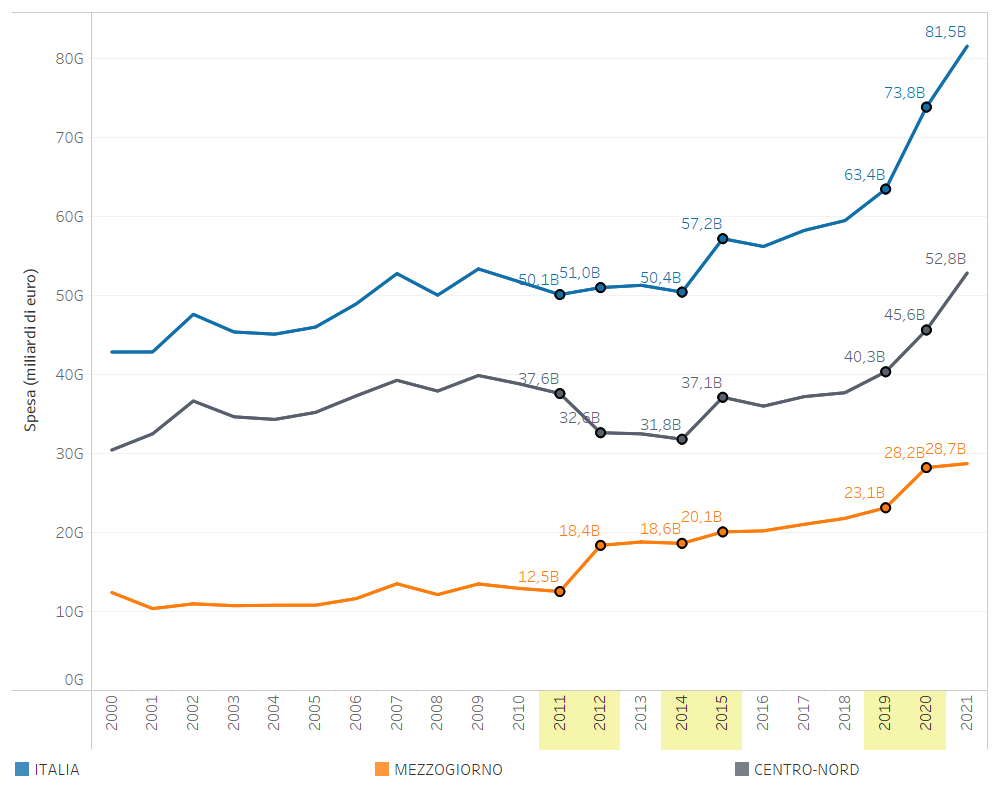 81,5B
80G
73,8B
70G
63,4B
60G
57,2B
52,8B
50,1B
51,0B
50,4B
50G
45,6B
40G
40,3B
37,6B
37,1B
32,6B
31,8B
30G
28,2B
28,7B
23,1B
20G
20,1B
18,4B
18,6B
12,5B
10G
0G
Spesa (miliardi di euro)
2000
2001
2002
2003
2004
2005
2006
2007
2008
2009
2010
2011
2012
2013
2014
2015
2016
2017
2018
2019
2020
2021
ITALIA
MEZZOGIORNO
CENTRO-NORD